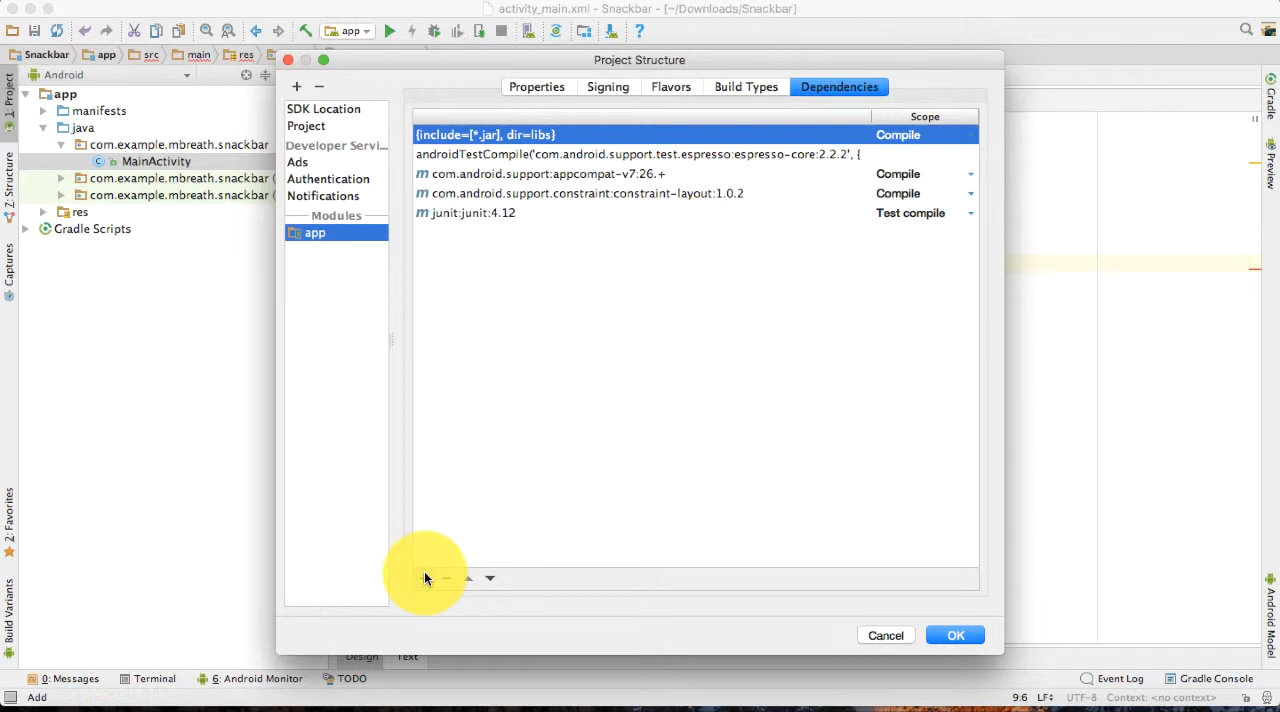 activity_main.xml - Snackbar - [~/Downloads/Snackbar]
app
Snackbar app src main res
Project Structure
Android
Properties Signing Flavors Build Types Dependencies
app
manifests
java
com.example.mbreath.snackbar
MainActivity
com.example.mbreath.snackbar (
com.example.mbreath.snackbar (
res
Gradle Scripts
SDK Location
Project
Developer Servi...
Ads
Authentication
Notifications
Modules
app
Scope
{include=[*.jar], dir=libs} Compile
androidTestCompile('com.android.support.test.espresso:espresso-core:2.2.2', {
m com.android.support:appcompat-v7:26.+ Compile
m com.android.support.constraint:constraint-layout:1.0.2 Compile
m junit:junit:4.12 Test compile
Cancel OK
Design Text
1: Project
7: Structure
Captures
2: Favorites
Build Variants
Gradle
Preview
Android Model
0: Messages Terminal 6: Android Monitor TODO Event Log Gradle Console
Add 9:6 LF UTF-8 Context: <no context>